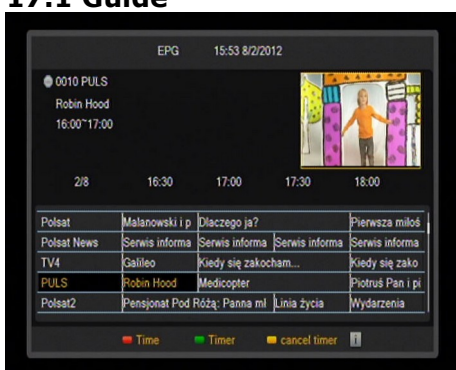 17.1 Guide
EPG 15:53 8/2/2012
0010 PULS
Robin Hood
16:00~17:00
2/8 16:30 17:00 17:30 18:00
Polsat Malanowski i p Dlaczego ja? Pierwsza miłoś
Polsat News Serwis informa Serwis informa Serwis informa Serwis informa
TV4 Galileo Kiedy się zakocham... Kiedy się zako
PULS Robin Hood Medicopter Piotruś Pan i pi
Polsat2 Pensjonat Pod Różą: Panna mł Linia życia Wydarzenia
Time Timer cancel timer i